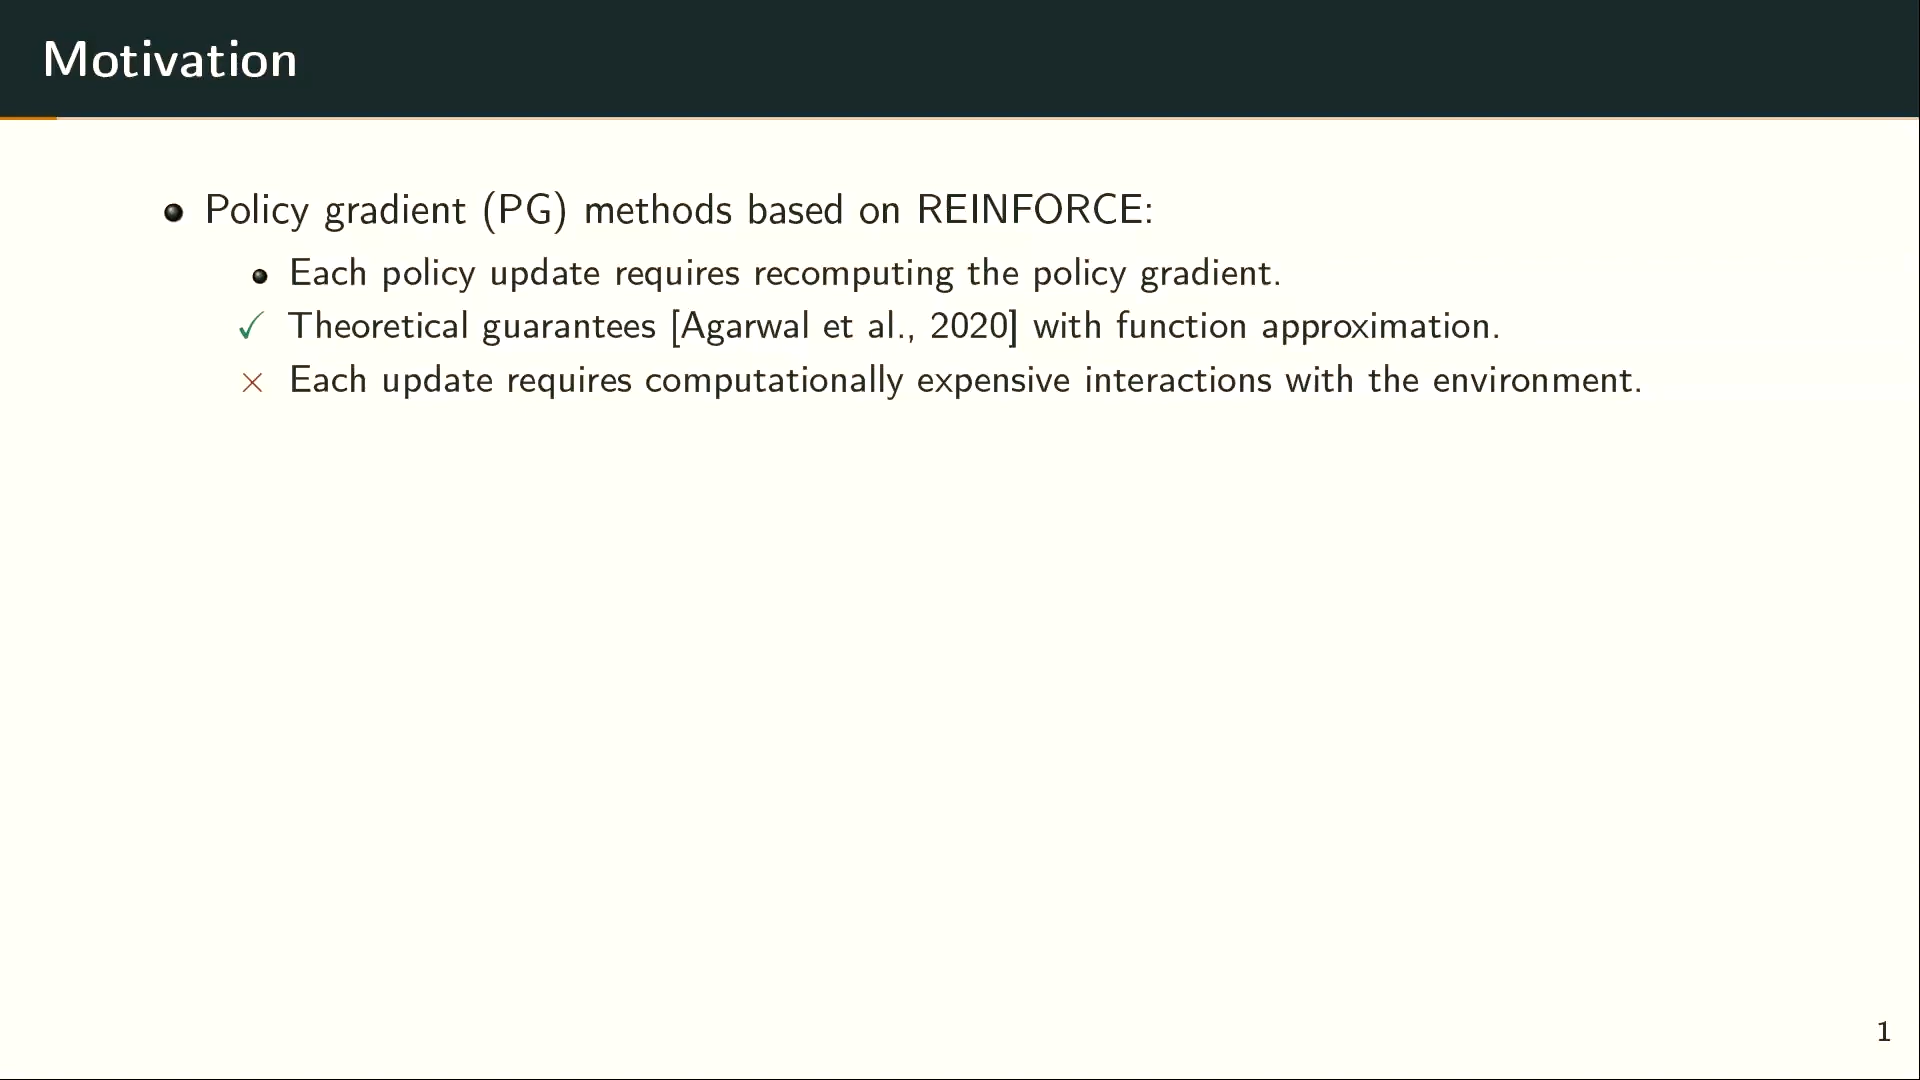 Motivation
• Policy gradient (PG) methods based on REINFORCE:
• Each policy update requires recomputing the policy gradient.
✓ Theoretical guarantees [Agarwal et al., 2020] with function approximation.
× Each update requires computationally expensive interactions with the environment.
1